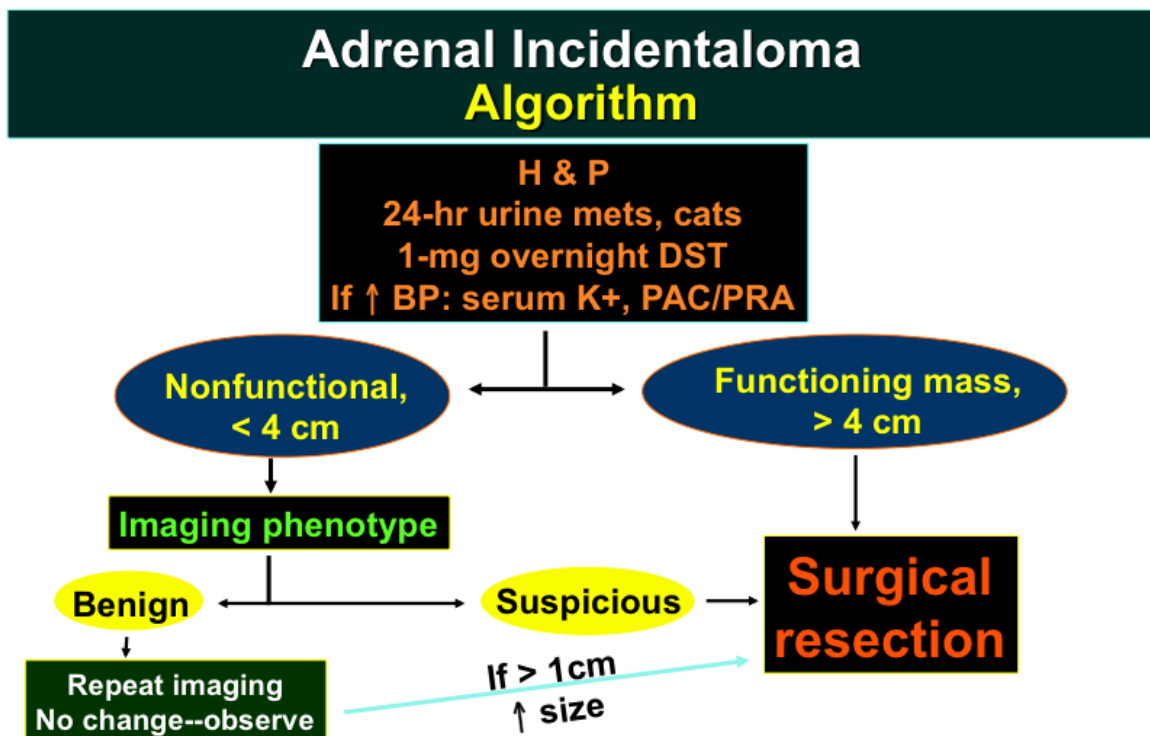 Adrenal Incidentaloma
Algorithm
H & P
24-hr urine mets, cats
1-mg overnight DST
If ↑ BP: serum K+, PAC/PRA
Nonfunctional,
< 4 cm
Functioning mass,
> 4 cm
Imaging phenotype
Benign
Suspicious
Surgical
resection
Repeat imaging
No change--observe
If > 1cm
↑ size